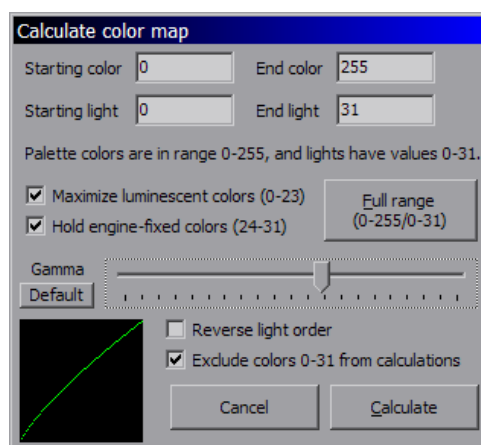 Calculate color map
Starting color 0 End color 255
Starting light 0 End light 31
Palette colors are in range 0-255, and lights have values 0-31.
Maximize luminescent colors (0-23)
Hold engine-fixed colors (24-31)
Full range
(0-255/0-31)
Gamma
Default
Reverse light order
Exclude colors 0-31 from calculations
Cancel Calculate